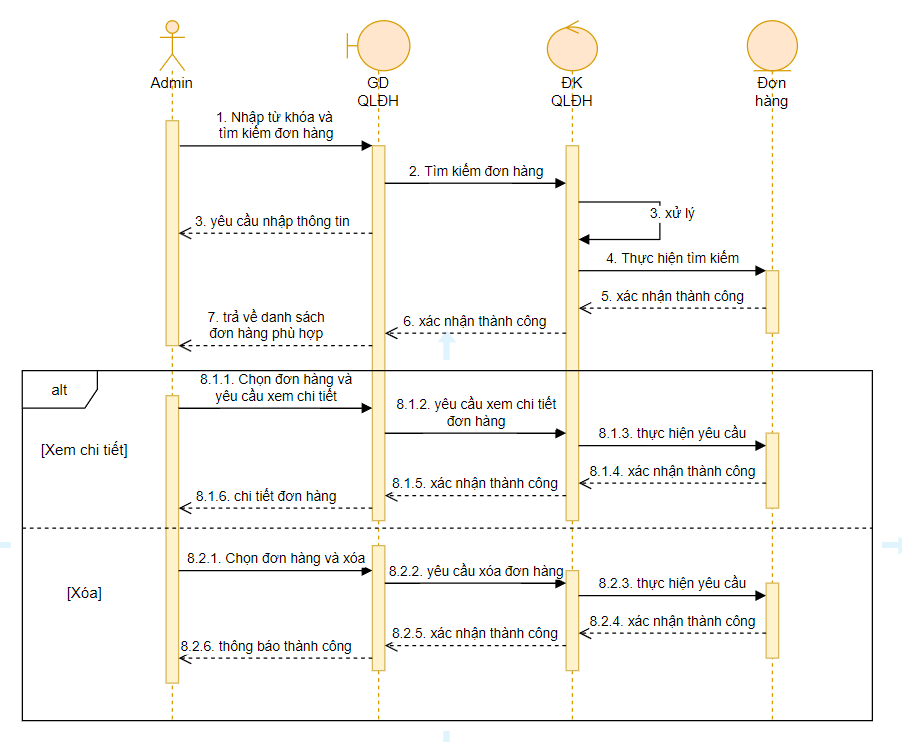 Admin
GD
QLĐH
ĐK
QLĐH
Đơn
hàng
1. Nhập từ khóa và
tìm kiếm đơn hàng
2. Tìm kiếm đơn hàng
3. yêu cầu nhập thông tin
3. xử lý
4. Thực hiện tìm kiếm
5. xác nhận thành công
6. xác nhận thành công
7. trả về danh sách
đơn hàng phù hợp
alt
8.1.1. Chọn đơn hàng và
yêu cầu xem chi tiết
8.1.2. yêu cầu xem chi tiết
đơn hàng
[Xem chi tiết]
8.1.3. thực hiện yêu cầu
8.1.4. xác nhận thành công
8.1.5. xác nhận thành công
8.1.6. chi tiết đơn hàng
8.2.1. Chọn đơn hàng và xóa
8.2.2. yêu cầu xóa đơn hàng
[Xóa]
8.2.3. thực hiện yêu cầu
8.2.4. xác nhận thành công
8.2.5. xác nhận thành công
8.2.6. thông báo thành công